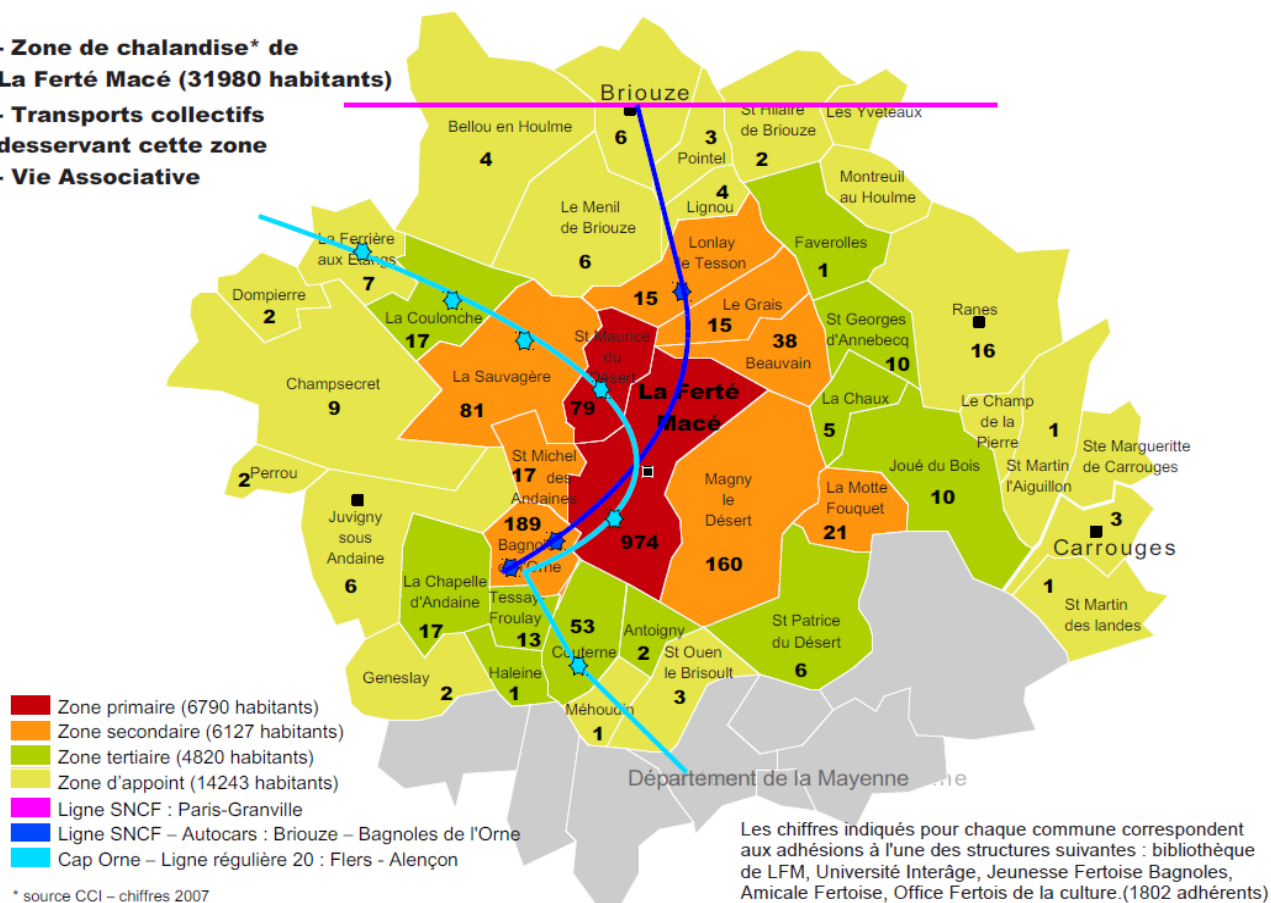 - Zone de chalandise* de
La Ferté Macé (31980 habitants)
- Transports collectifs
desservant cette zone
- Vie Associative
Briouze
6
Bellou en Houlme
4
3
Pointel
St Hilaire
de Briouze
2
Les Yveteaux
Montreuil
au Houlme
4
Lignou
Le Menil
de Briouze
6
Lonlay
le Tesson
15
Faverolles
1
La Ferrière
aux Etangs
7
Dompierre
2
La Coulonche
17
Le Grais
15
38
Beauvain
St Georges
d'Annebecq
10
Ranes
16
St Maurice
du
Désert
79
La Ferté
Macé
974
Champsecret
9
La Sauvagère
81
La Chaux
5
Le Champ
de la
Pierre
1
St Martin
l'Aiguillon
Ste Margueritte
de Carrouges
2
Perrou
St Michel
17
des
Andaines
Magny
le
Désert
160
La Motte
Fouquet
21
Joué du Bois
10
Juvigny
sous
Andaine
6
189
Bagnoles
de l'Orne
3
Carrouges
1
St Martin
des landes
La Chapelle
d'Andaine
17
Tessay-
Froulay
13
53
Couterne
Antoigny
2
St Patrice
du Désert
6
Geneslay
2
Haleine
1
St Ouen
le Brisoult
3
Méhoudin
1
Zone primaire (6790 habitants)
Zone secondaire (6127 habitants)
Zone tertiaire (4820 habitants)
Zone d'appoint (14243 habitants)
Ligne SNCF : Paris-Granville
Ligne SNCF – Autocars : Briouze – Bagnoles de l'Orne
Cap Orne – Ligne régulière 20 : Flers - Alençon
* source CCI – chiffres 2007
Département de la Mayenne
Les chiffres indiqués pour chaque commune correspondent
aux adhésions à l'une des structures suivantes : bibliothèque
de LFM, Université Interâge, Jeunesse Fertoise Bagnoles,
Amicale Fertoise, Office Fertois de la culture.(1802 adhérents)